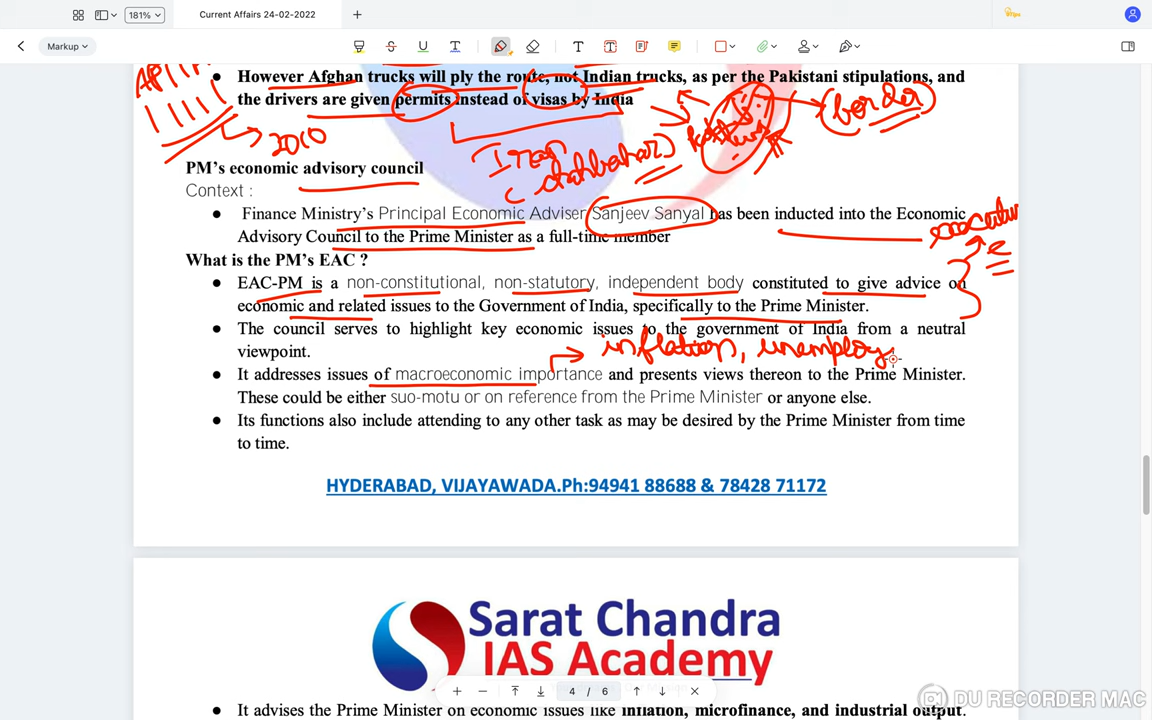 Current Affairs 24-02-2022
181%
Markup
However Afghan trucks will ply the route, not Indian trucks, as per the Pakistani stipulations, and
the drivers are given permits instead of visas by India
(border)
2010
PM's economic advisory council
Context :
Finance Ministry's Principal Economic Adviser Sanjeev Sanyal has been inducted into the Economic
Advisory Council to the Prime Minister as a full-time member
What is the PM's EAC ?
EAC-PM is a non-constitutional, non-statutory, independent body constituted to give advice on
economic and related issues to the Government of India, specifically to the Prime Minister.
The council serves to highlight key economic issues to the government of India from a neutral
viewpoint.
inflation, unemploy
It addresses issues of macroeconomic importance and presents views thereon to the Prime Minister.
These could be either suo-motu or on reference from the Prime Minister or anyone else.
Its functions also include attending to any other task as may be desired by the Prime Minister from time
to time.
HYDERABAD, VIJAYAWADA.Ph:94941 88688 & 78428 71172
Sarat Chandra
IAS Academy
4 / 6
DU RECORDER MAC
It advises the Prime Minister on economic issues like inflation, microfinance, and industrial output.